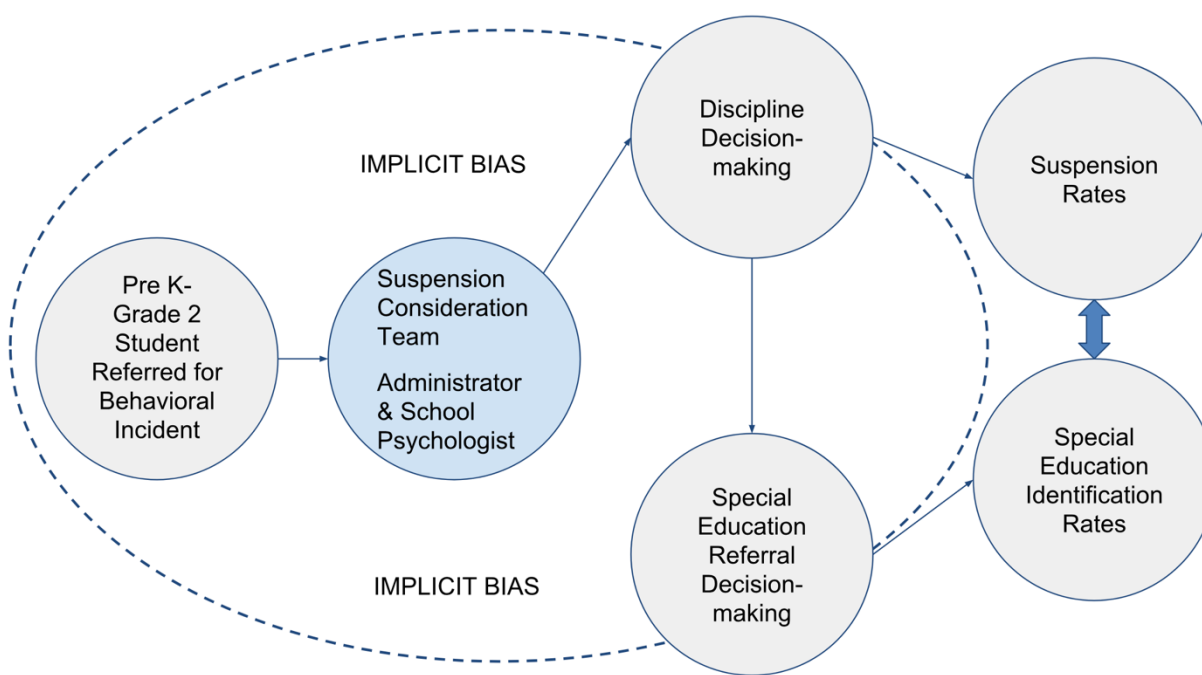 IMPLICIT BIAS
Pre K-
Grade 2
Student
Referred for
Behavioral
Incident
Suspension
Consideration
Team
Administrator
& School
Psychologist
Discipline
Decision-
making
Suspension
Rates
Special
Education
Referral
Decision-
making
Special
Education
Identification
Rates
IMPLICIT BIAS